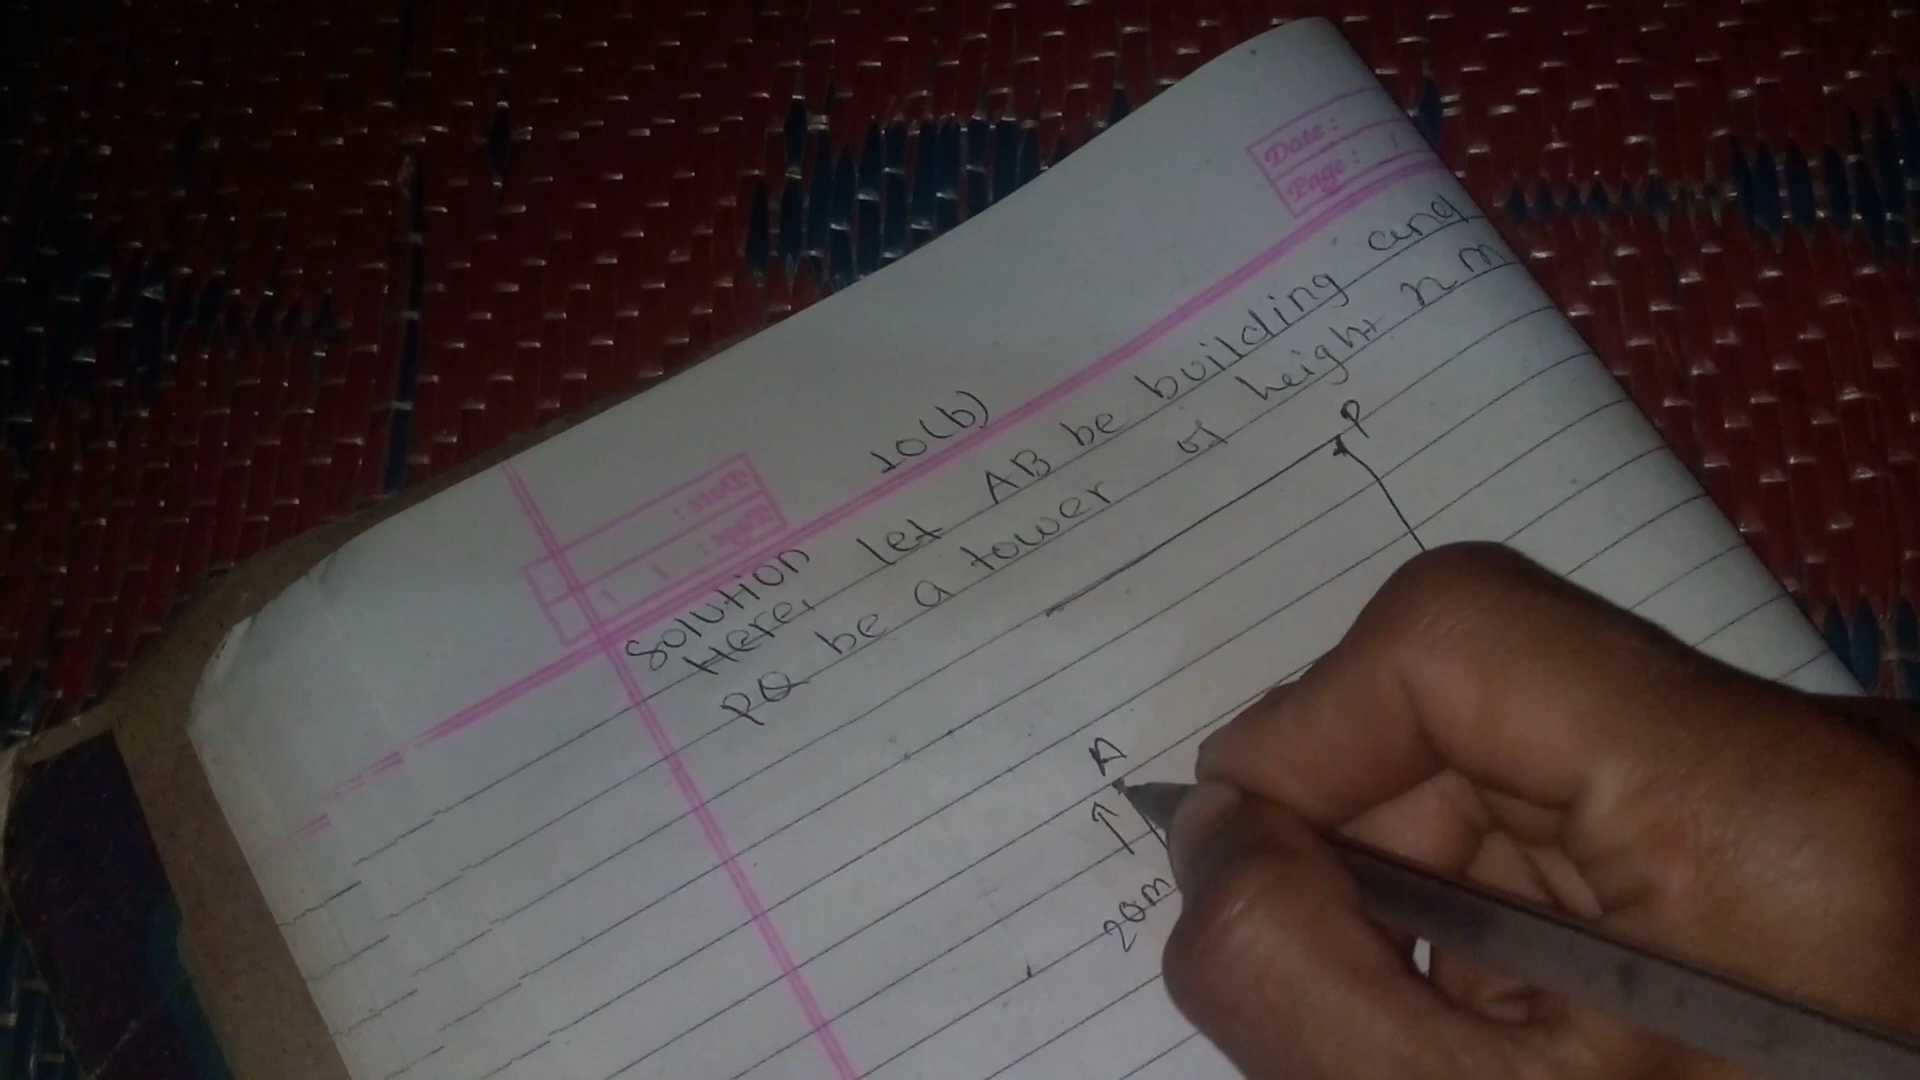 Date :
Page :
10(b)
Solution
Here, let AB be building and
PQ be a tower of height n m
P
A
20m